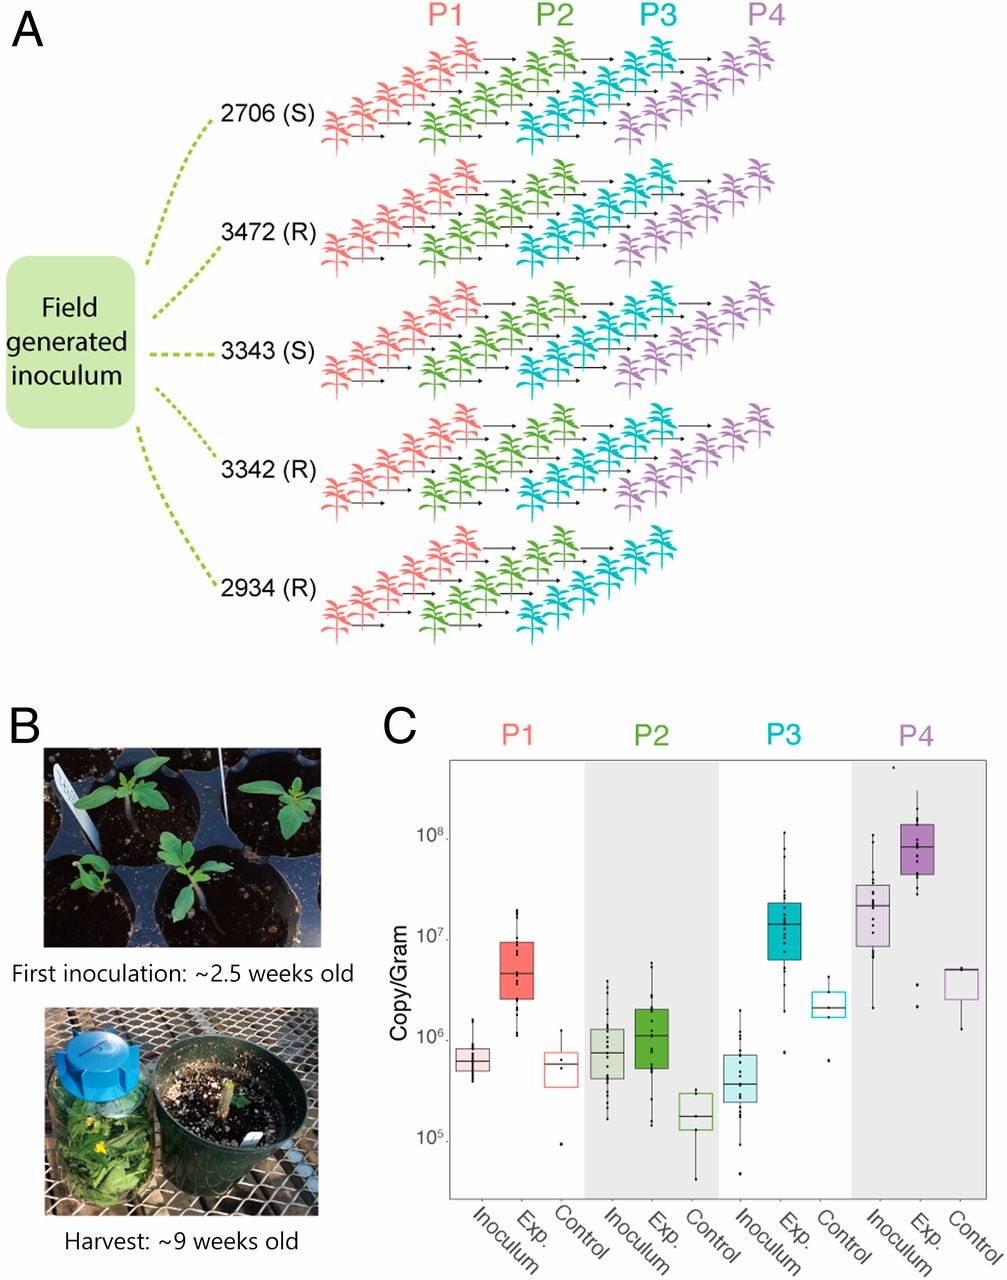 A
P1 P2 P3 P4
2706 (S)
3472 (R)
Field
generated
inoculum
3343 (S)
3342 (R)
2934 (R)
B
First inoculation: ~2.5 weeks old
Harvest: ~9 weeks old
C
P1 P2 P3 P4
Copy/Gram
10⁸
10⁷
10⁶
10⁵
Inoculum Exp. Control Inoculum Exp. Control Inoculum Exp. Control Inoculum Exp. Control